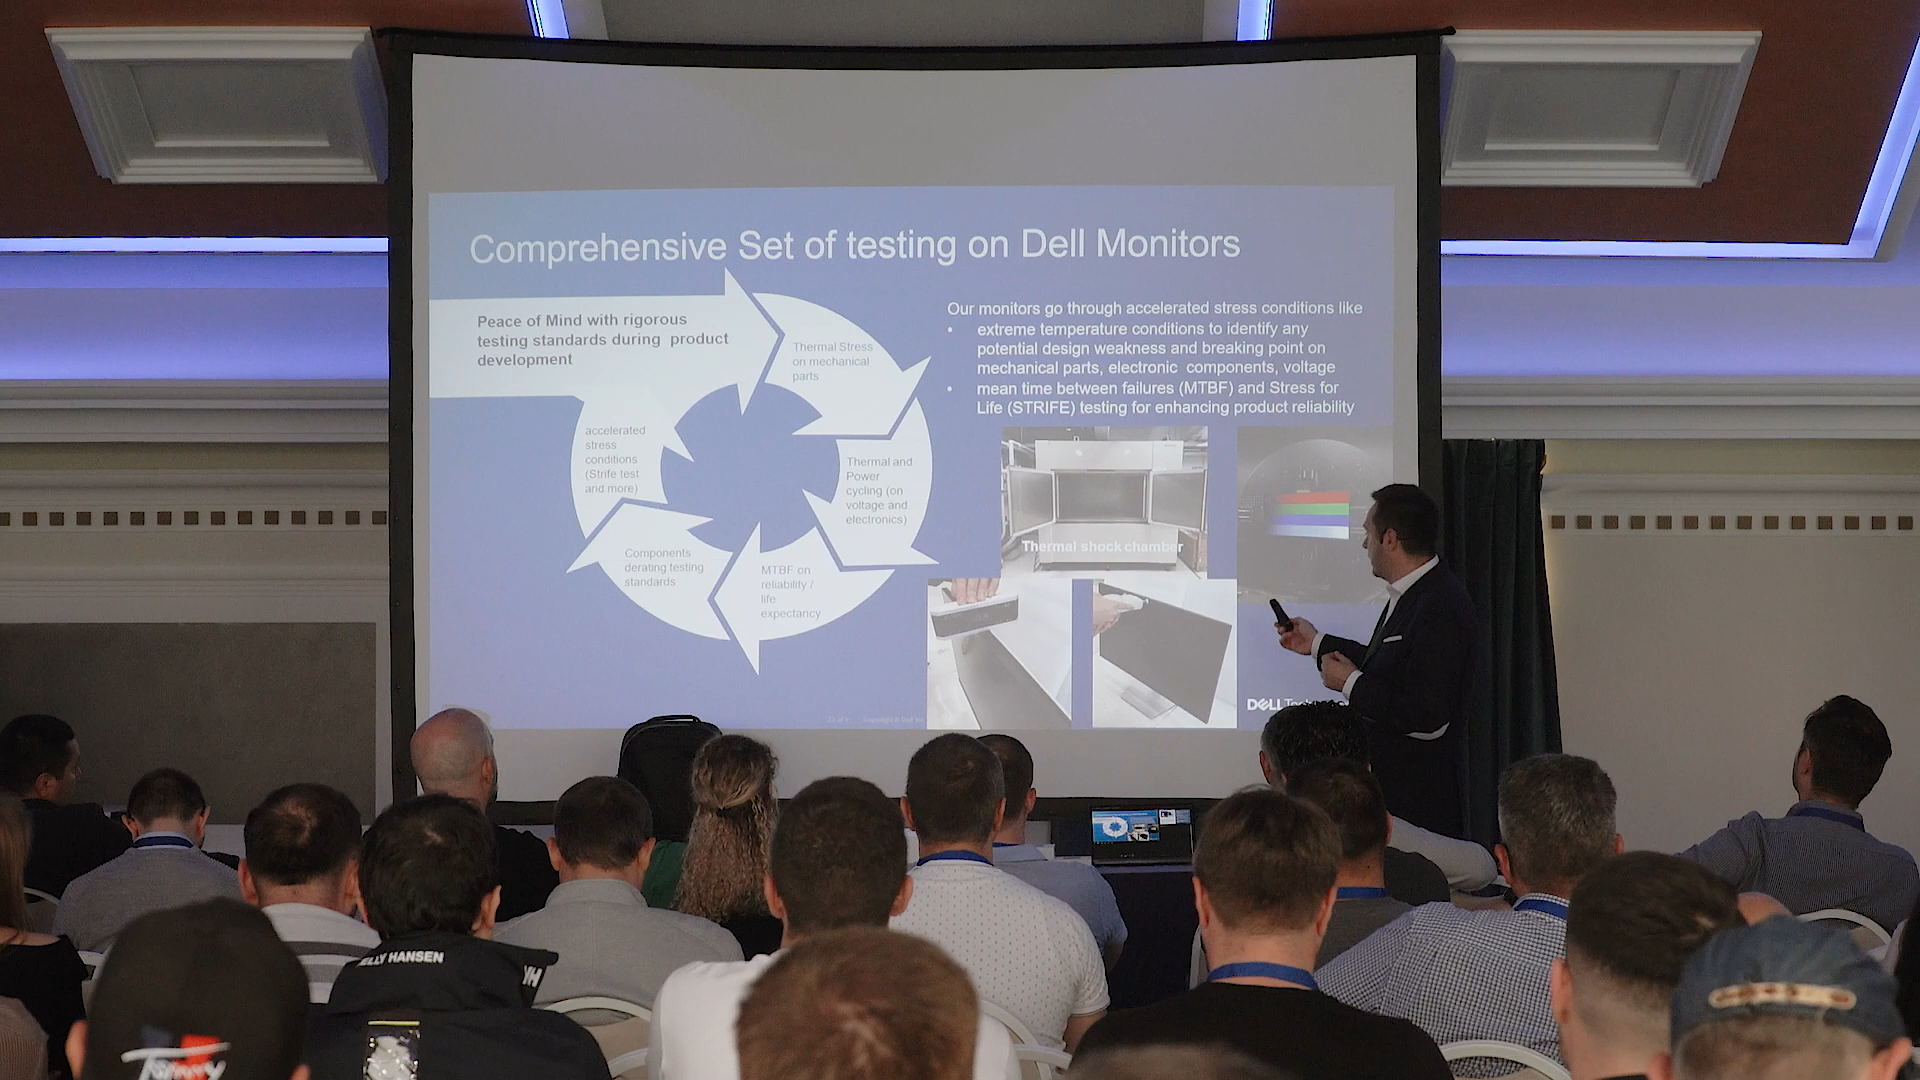 Comprehensive Set of testing on Dell Monitors
Peace of Mind with rigorous
testing standards during product
development
Thermal Stress
on mechanical
parts
Thermal and
Power
cycling (on
voltage and
electronics)
MTBF on
reliability /
life
expectancy
Components
derating testing
standards
accelerated
stress
conditions
(Strife test
and more)
Our monitors go through accelerated stress conditions like
• extreme temperature conditions to identify any
potential design weakness and breaking point on
mechanical parts, electronic components, voltage
• mean time between failures (MTBF) and Stress for
Life (STRIFE) testing for enhancing product reliability
Thermal shock chamber
DELL
HANSEN
HH